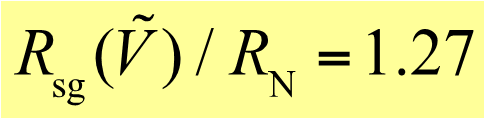 R_sg(Ṽ) / R_N = 1.27